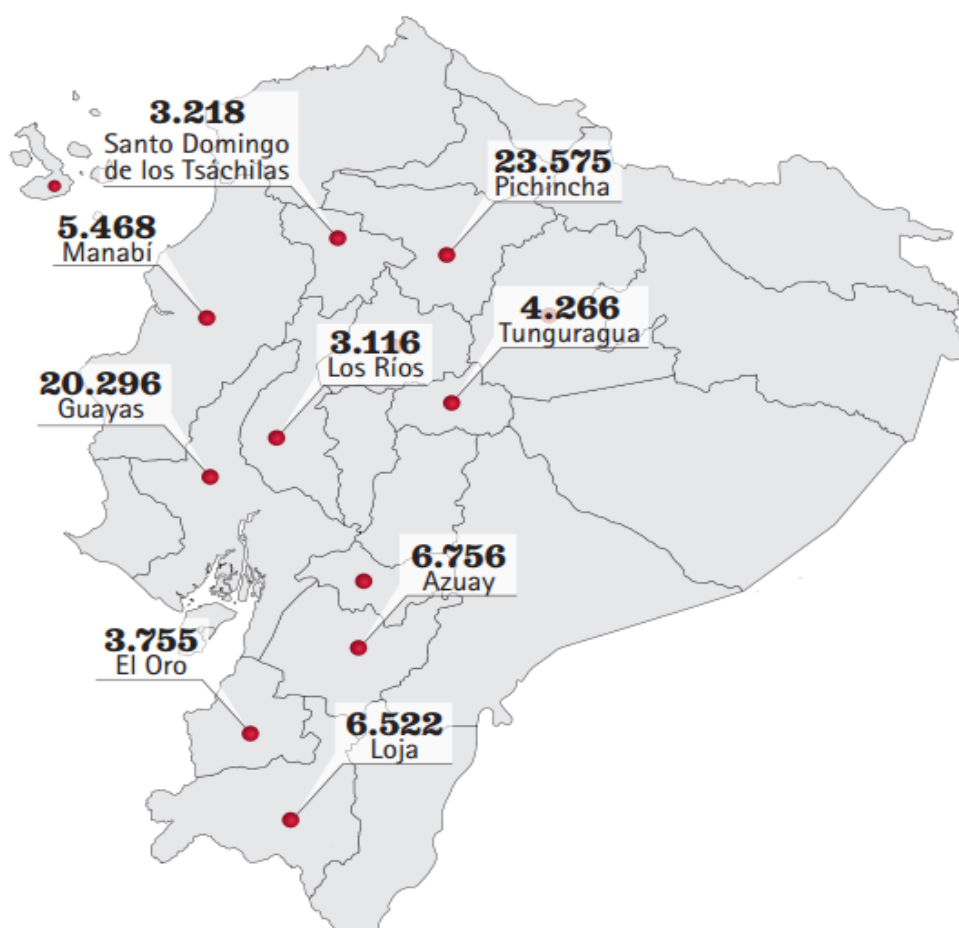 3.218
Santo Domingo
de los Tsáchilas
23.575
Pichincha
5.468
Manabí
4.266
Tunguragua
3.116
Los Ríos
20.296
Guayas
6.756
Azuay
3.755
El Oro
6.522
Loja